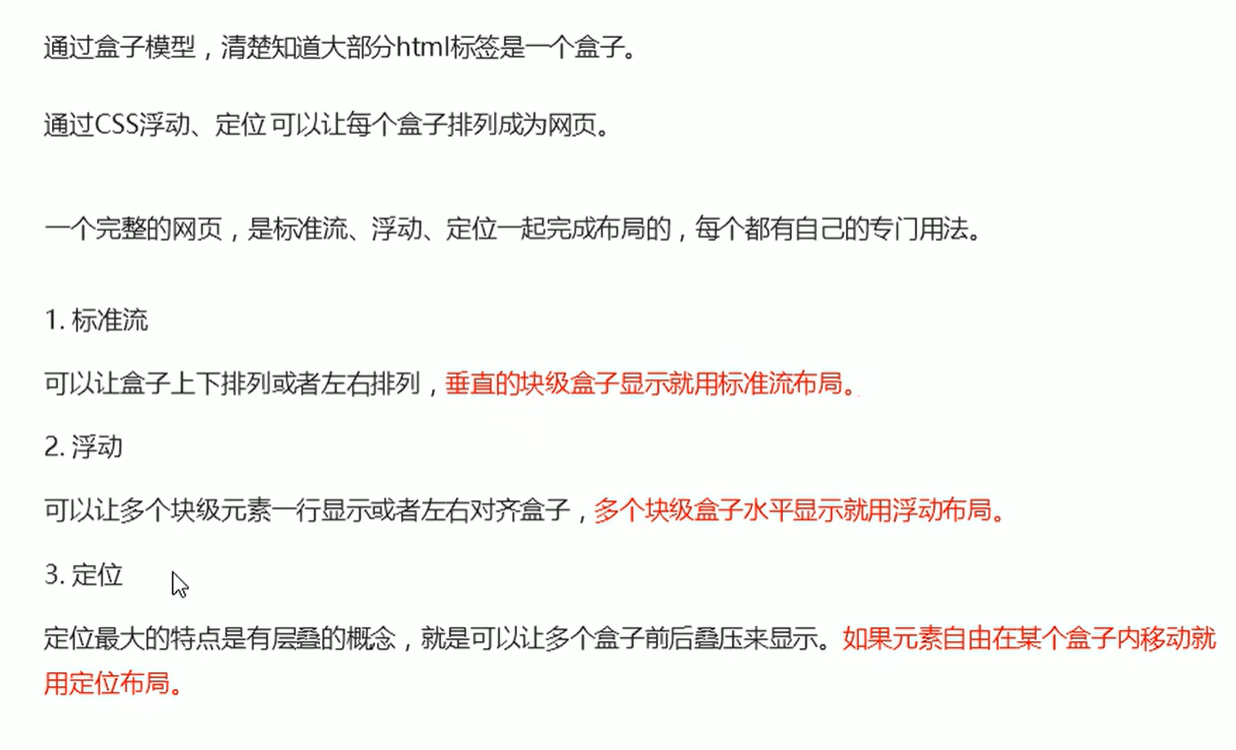 通过盒子模型，清楚知道大部分html标签是一个盒子。
通过CSS浮动、定位 可以让每个盒子排列成为网页。
一个完整的网页，是标准流、浮动、定位一起完成布局的，每个都有自己的专门用法。
1. 标准流
可以让盒子上下排列或者左右排列，垂直的块级盒子显示就用标准流布局。
2. 浮动
可以让多个块级元素一行显示或者左右对齐盒子，多个块级盒子水平显示就用浮动布局。
3. 定位
定位最大的特点是有层叠的概念，就是可以让多个盒子前后叠压来显示。如果元素自由在某个盒子内移动就
用定位布局。